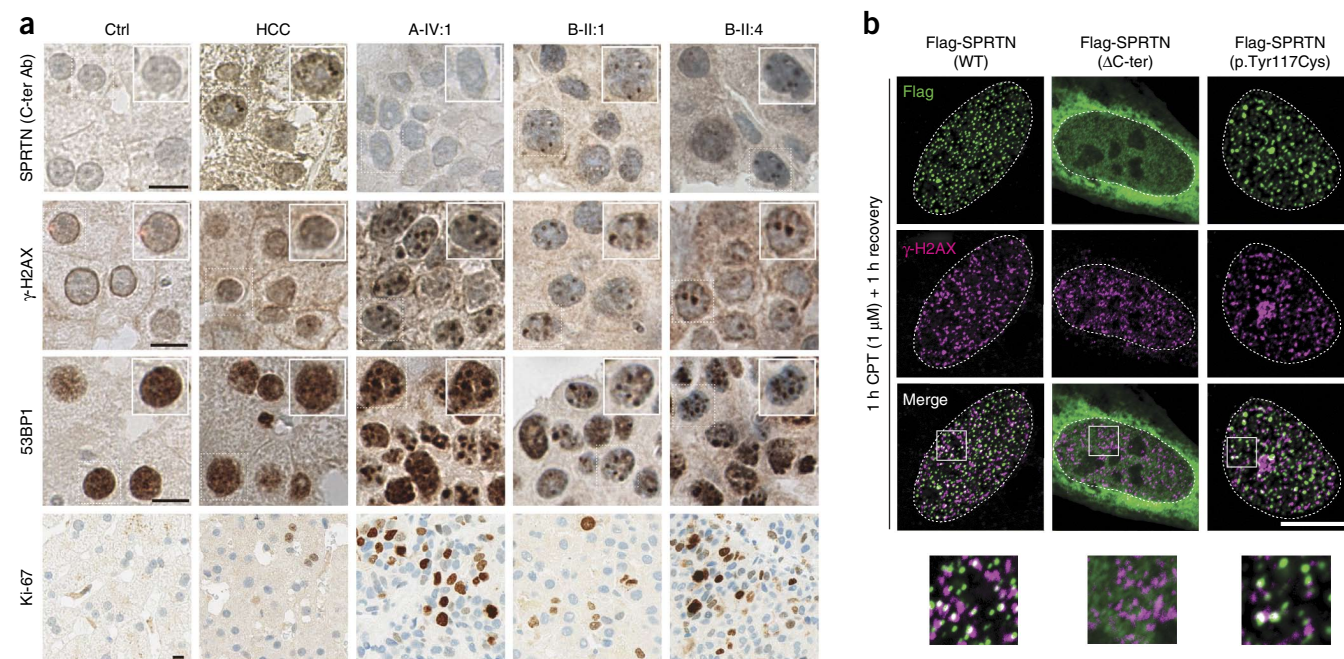 a
Ctrl
HCC
A-IV:1
B-II:1
B-II:4
SPRTN (C-ter Ab)
γ-H2AX
53BP1
Ki-67
b
Flag-SPRTN
(WT)
Flag-SPRTN
(ΔC-ter)
Flag-SPRTN
(p.Tyr117Cys)
1 h CPT (1 μM) + 1 h recovery
Flag
γ-H2AX
Merge